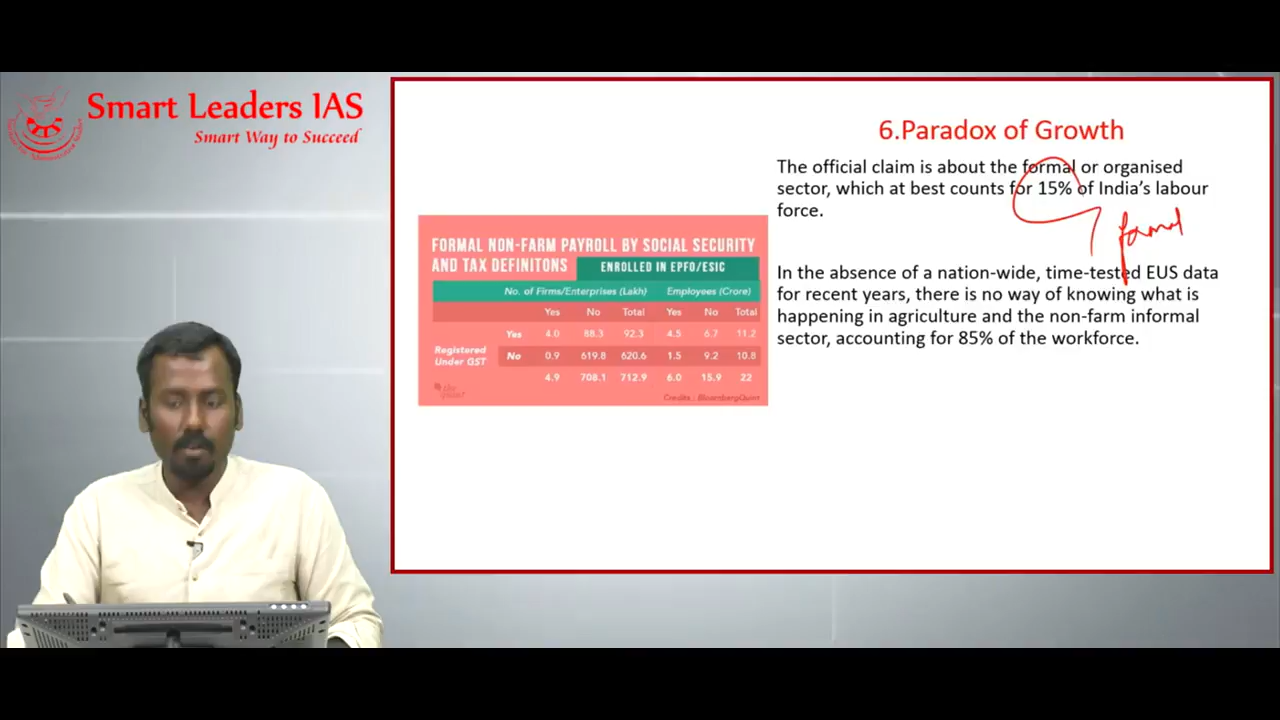 Smart Leaders IAS
Smart Way to Succeed
6.Paradox of Growth
The official claim is about the formal or organised
sector, which at best counts for 15% of India's labour
force.
formal
In the absence of a nation-wide, time-tested EUS data
for recent years, there is no way of knowing what is
happening in agriculture and the non-farm informal
sector, accounting for 85% of the workforce.
FORMAL NON-FARM PAYROLL BY SOCIAL SECURITY
AND TAX DEFINITONS
ENROLLED IN EPFO/ESIC
No. of Firms/Enterprises (Lakh) Employees (Crore)
Yes No Total Yes No Total
Registered
Under GST
Yes 4.0 88.3 92.3 4.5 6.7 11.2
No 0.9 619.8 620.6 1.5 9.2 10.8
4.9 708.1 712.9 6.0 15.9 22
Credits : BloombergQuint